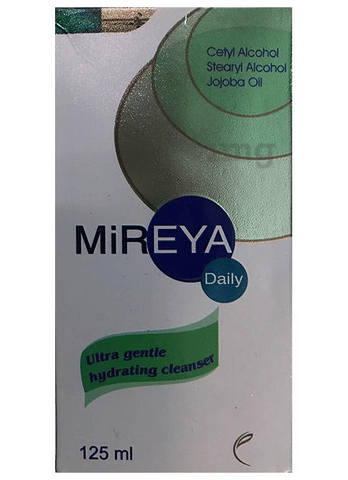 Cetyl Alcohol
Stearyl Alcohol
Jojoba Oil
MiREYA
Daily
Ultra gentle
hydrating cleanser
125 ml